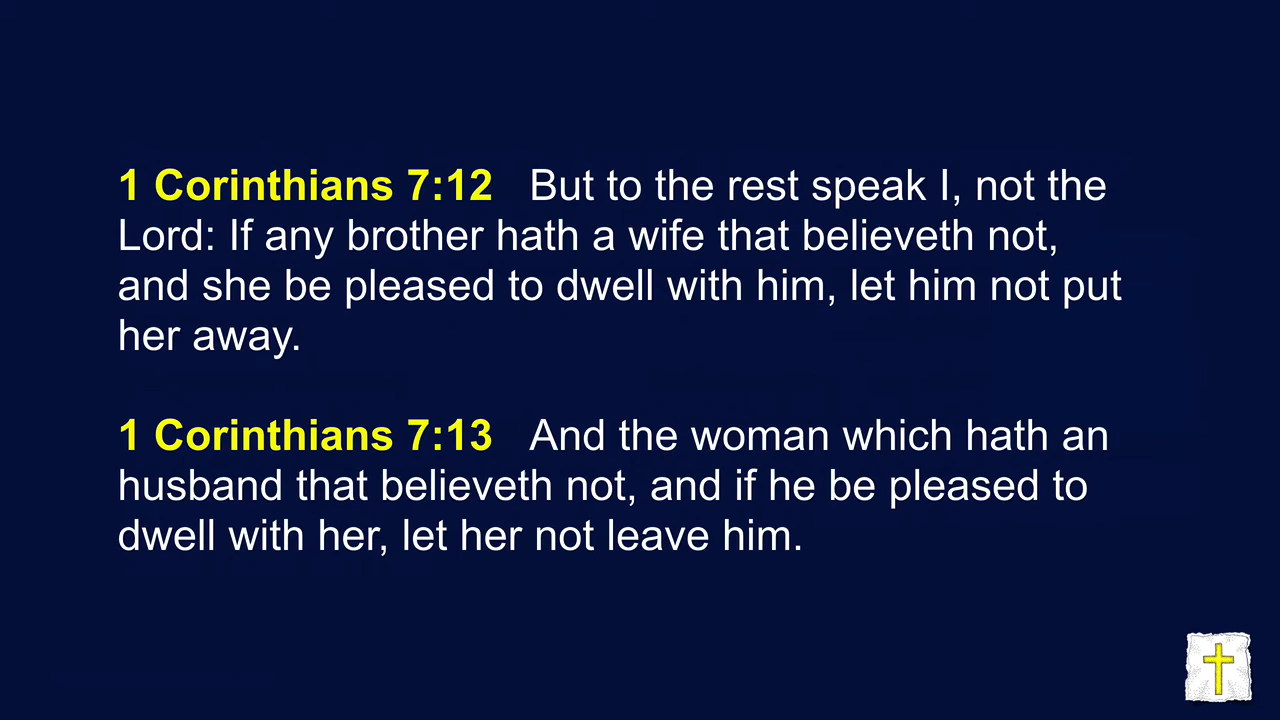 1 Corinthians 7:12 But to the rest speak I, not the
Lord: If any brother hath a wife that believeth not,
and she be pleased to dwell with him, let him not put
her away.
1 Corinthians 7:13 And the woman which hath an
husband that believeth not, and if he be pleased to
dwell with her, let her not leave him.